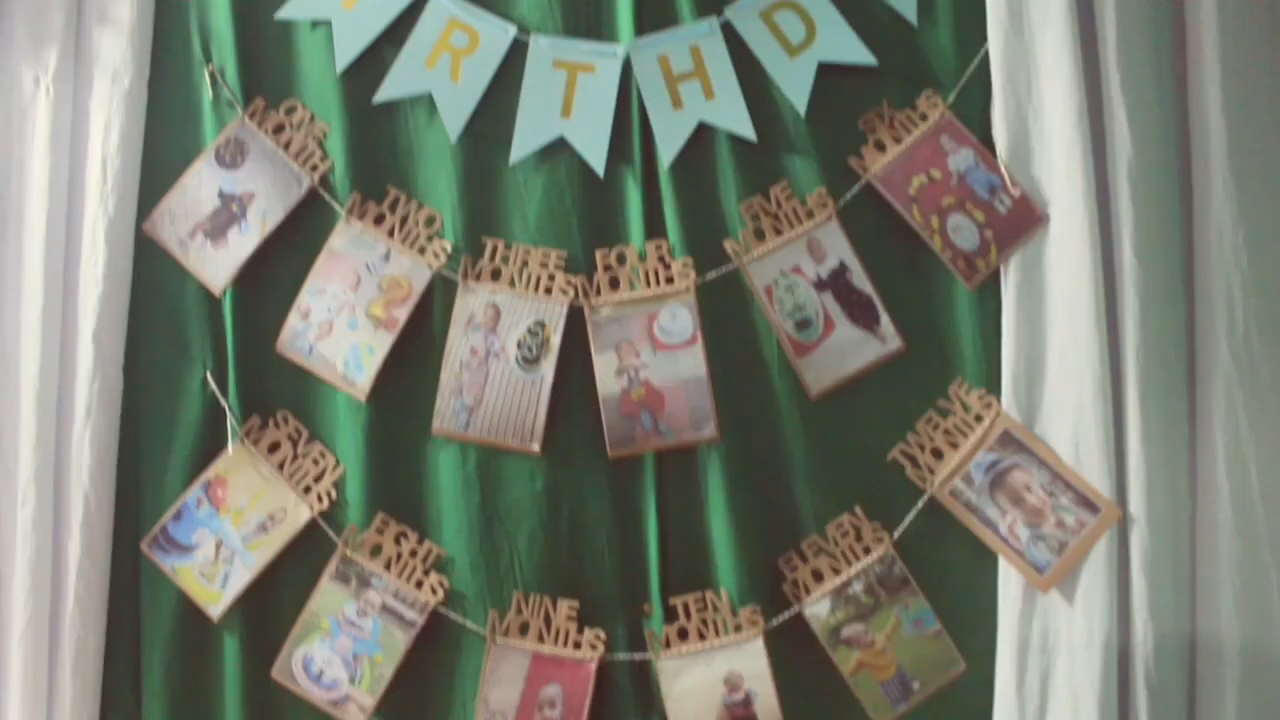 RTHD
ONE
MONTH
TWO
MONTHS
THREE
MONTHS
FOUR
MONTHS
FIVE
MONTHS
SIX
MONTHS
SEVEN
MONTHS
EIGHT
MONTHS
NINE
MONTHS
TEN
MONTHS
ELEVEN
MONTHS
TWELVE
MONTHS